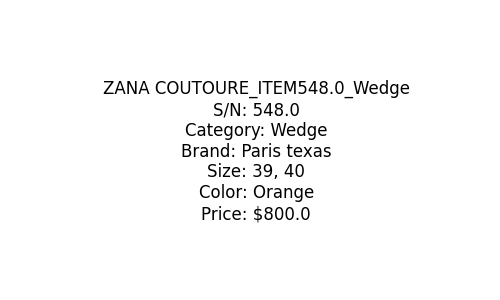 ZANA COUTOURE_ITEM548.0_Wedge
S/N: 548.0
Category: Wedge
Brand: Paris texas
Size: 39, 40
Color: Orange
Price: $800.0